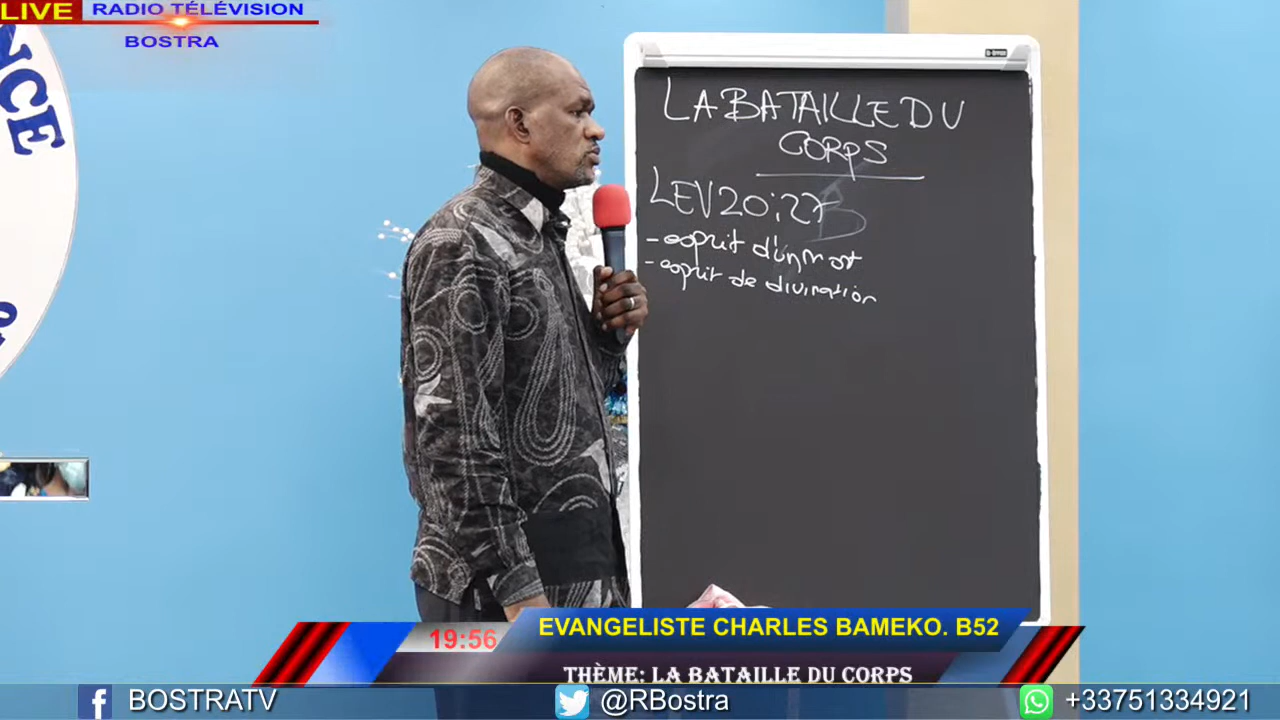 LIVE
RADIO TÉLÉVISION
BOSTRA
NCE
LA BATAILLE DU
CORPS
LEV 20:27
- esprit d'un mort
- esprit de divination
19:56
EVANGELISTE CHARLES BAMEKO. B52
THÈME: LA BATAILLE DU CORPS
BOSTRATV
@RBostra
+33751334921